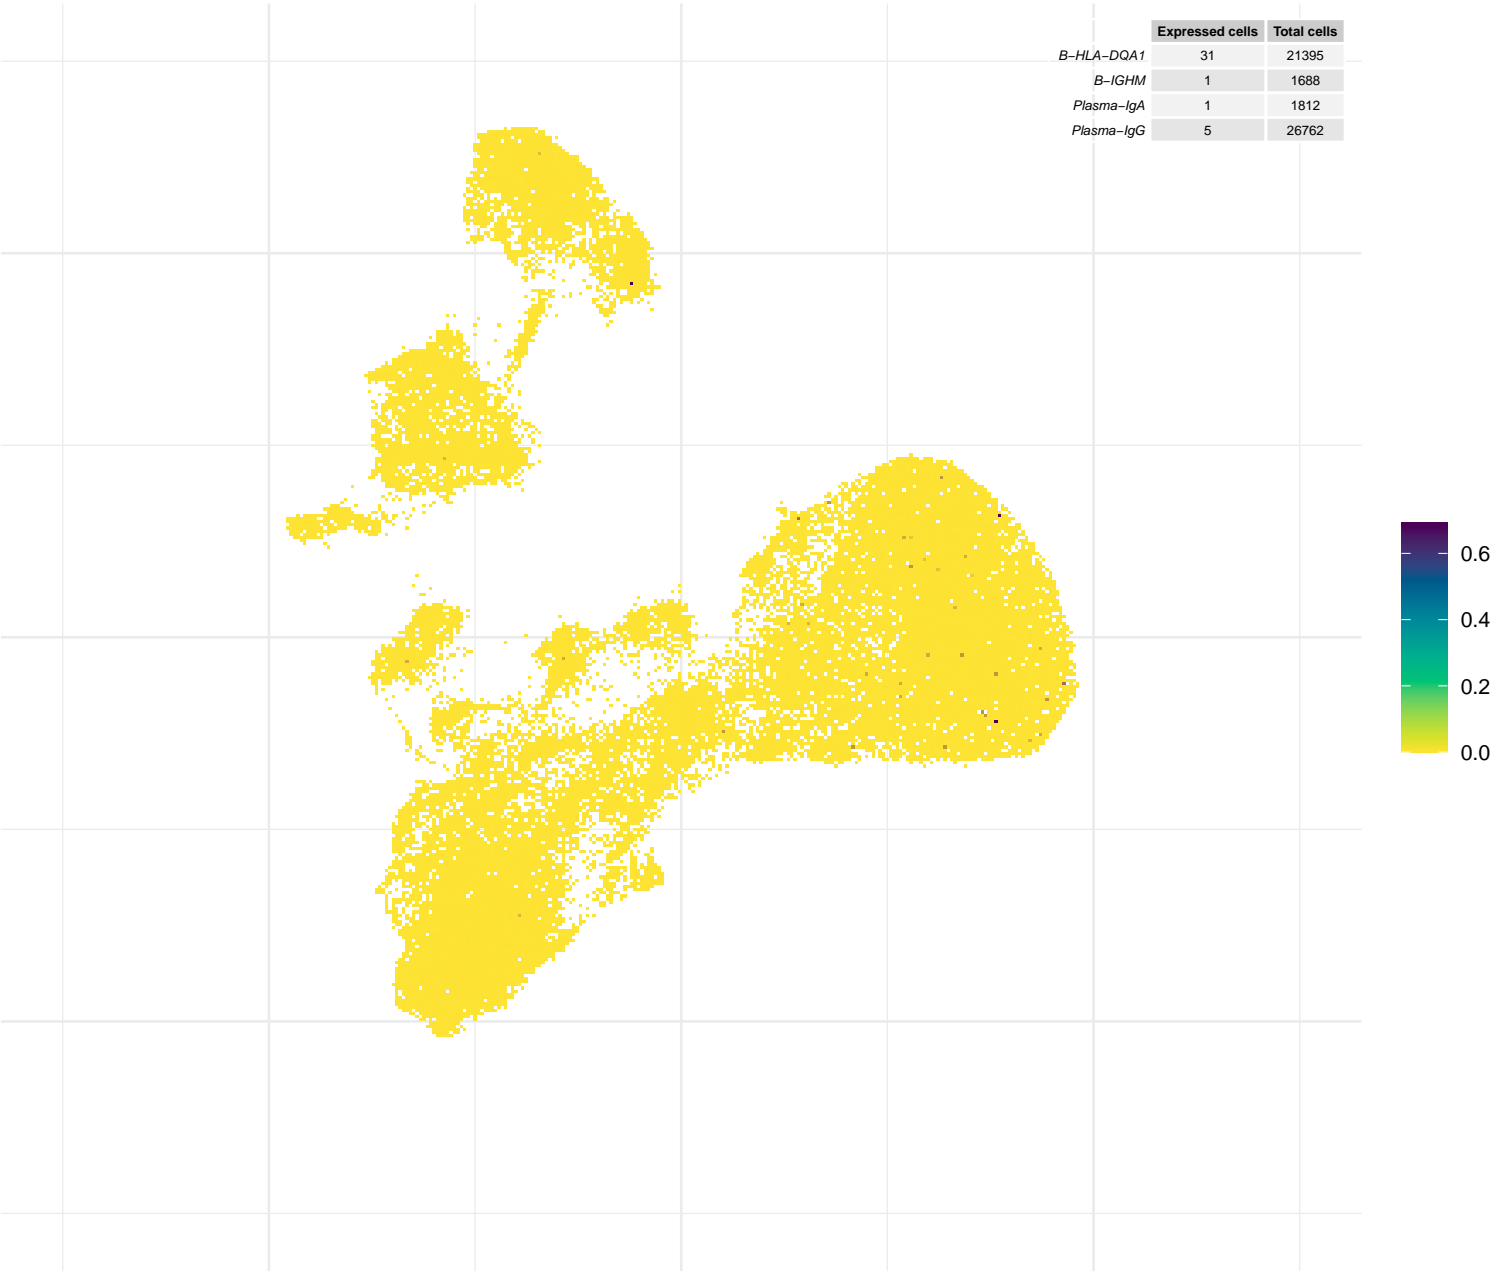 Expressed cells Total cells
B-HLA-DQA1 31 21395
B-IGHM 1 1688
Plasma-IgA 1 1812
Plasma-IgG 5 26762
0.6
0.4
0.2
0.0